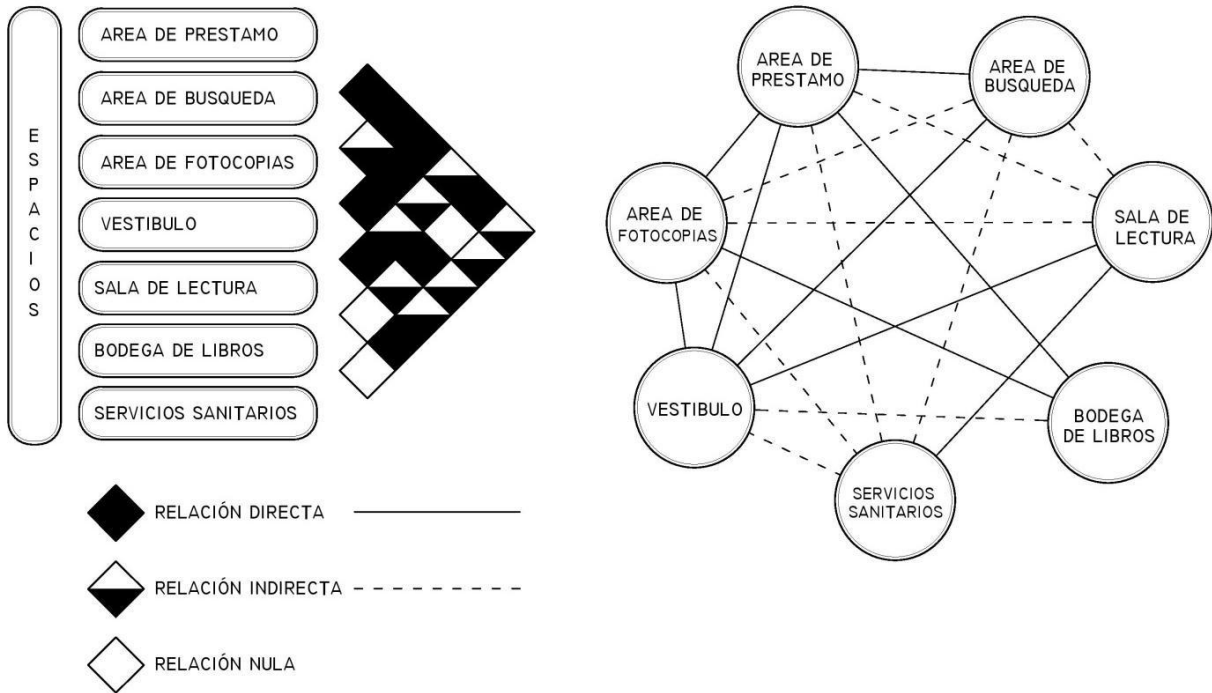 ESPACIOS
AREA DE PRESTAMO
AREA DE BUSQUEDA
AREA DE FOTOCOPIAS
VESTIBULO
SALA DE LECTURA
BODEGA DE LIBROS
SERVICIOS SANITARIOS
RELACIÓN DIRECTA
RELACIÓN INDIRECTA
RELACIÓN NULA
ÁREA DE
PRESTAMO
AREA DE
BUSQUEDA
AREA DE
FOTOCOPIAS
SALA DE
LECTURA
VESTIBULO
BODEGA
DE LIBROS
SERVICIOS
SANITARIOS